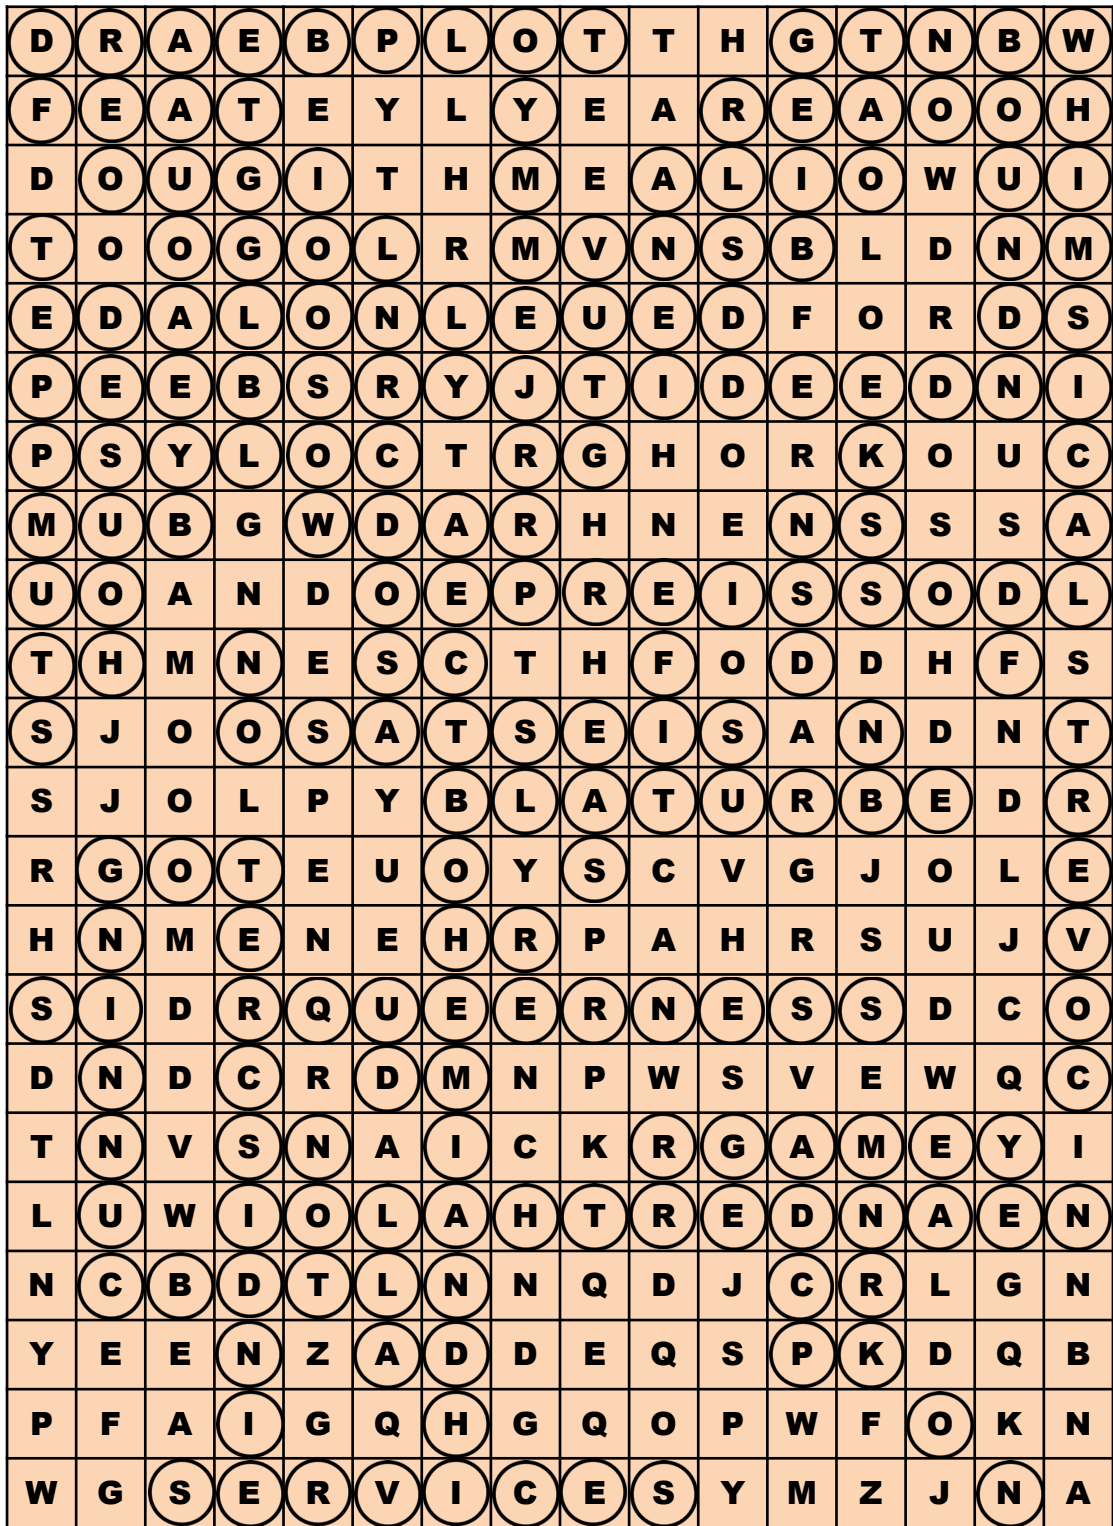 D R A E B P L O T T H G T N B W
F E A T E Y L Y E A R E A O O H
D O U G I T H M E A L I O W U I
T O O G O L R M V N S B L D N M
E D A L O N L E U E D F O R D S
P E E B S R Y J T I D E E D N I
P S Y L O C T R G H O R K O U C
M U B G W D A R H N E N S S S A
U O A N D O E P R E I S S O D L
T H M N E S C T H F O D D H F S
S J O O S A T S E I S A N D N T
S J O L P Y B L A T U R B E D R
R G O T E U O Y S C V G J O L E
H N M E N E H R P A H R S U J V
S I D R Q U E E R N E S S D C O
D N D C R D M N P W S V E W Q C
T N V S N A I C K R G A M E Y I
L U W I O L A H T R E D N A E N
N C B D T L N N Q D J C R L G N
Y E E N Z A D D E Q S P K D Q B
P F A I G Q H G Q O P W F O K N
W G S E R V I C E S Y M Z J N A